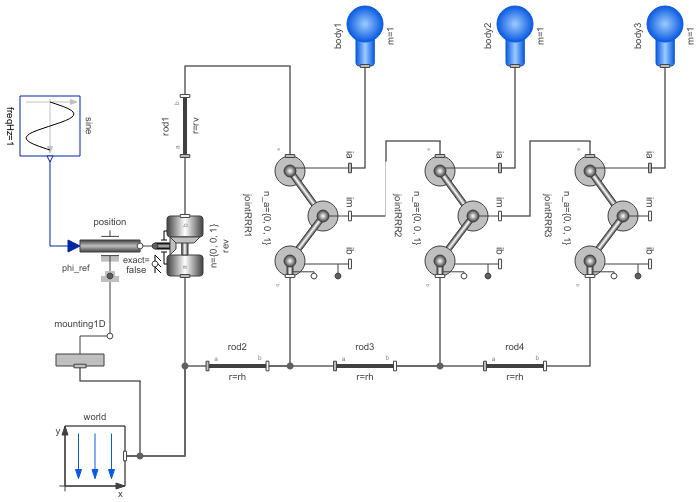 body1
m=1
body2
m=1
body3
m=1
freqHz=1
sine
rod1
r=rv
b
a
position
phi_ref
exact=
false
n={0, 0, 1}
rev
jointRRR1
n_a={0, 0, 1}
ia
im
ib
jointRRR2
n_a={0, 0, 1}
ia
im
ib
jointRRR3
n_a={0, 0, 1}
ia
im
ib
mounting1D
rod2
a
b
r=rh
rod3
a
b
r=rh
rod4
a
b
r=rh
world
y
x